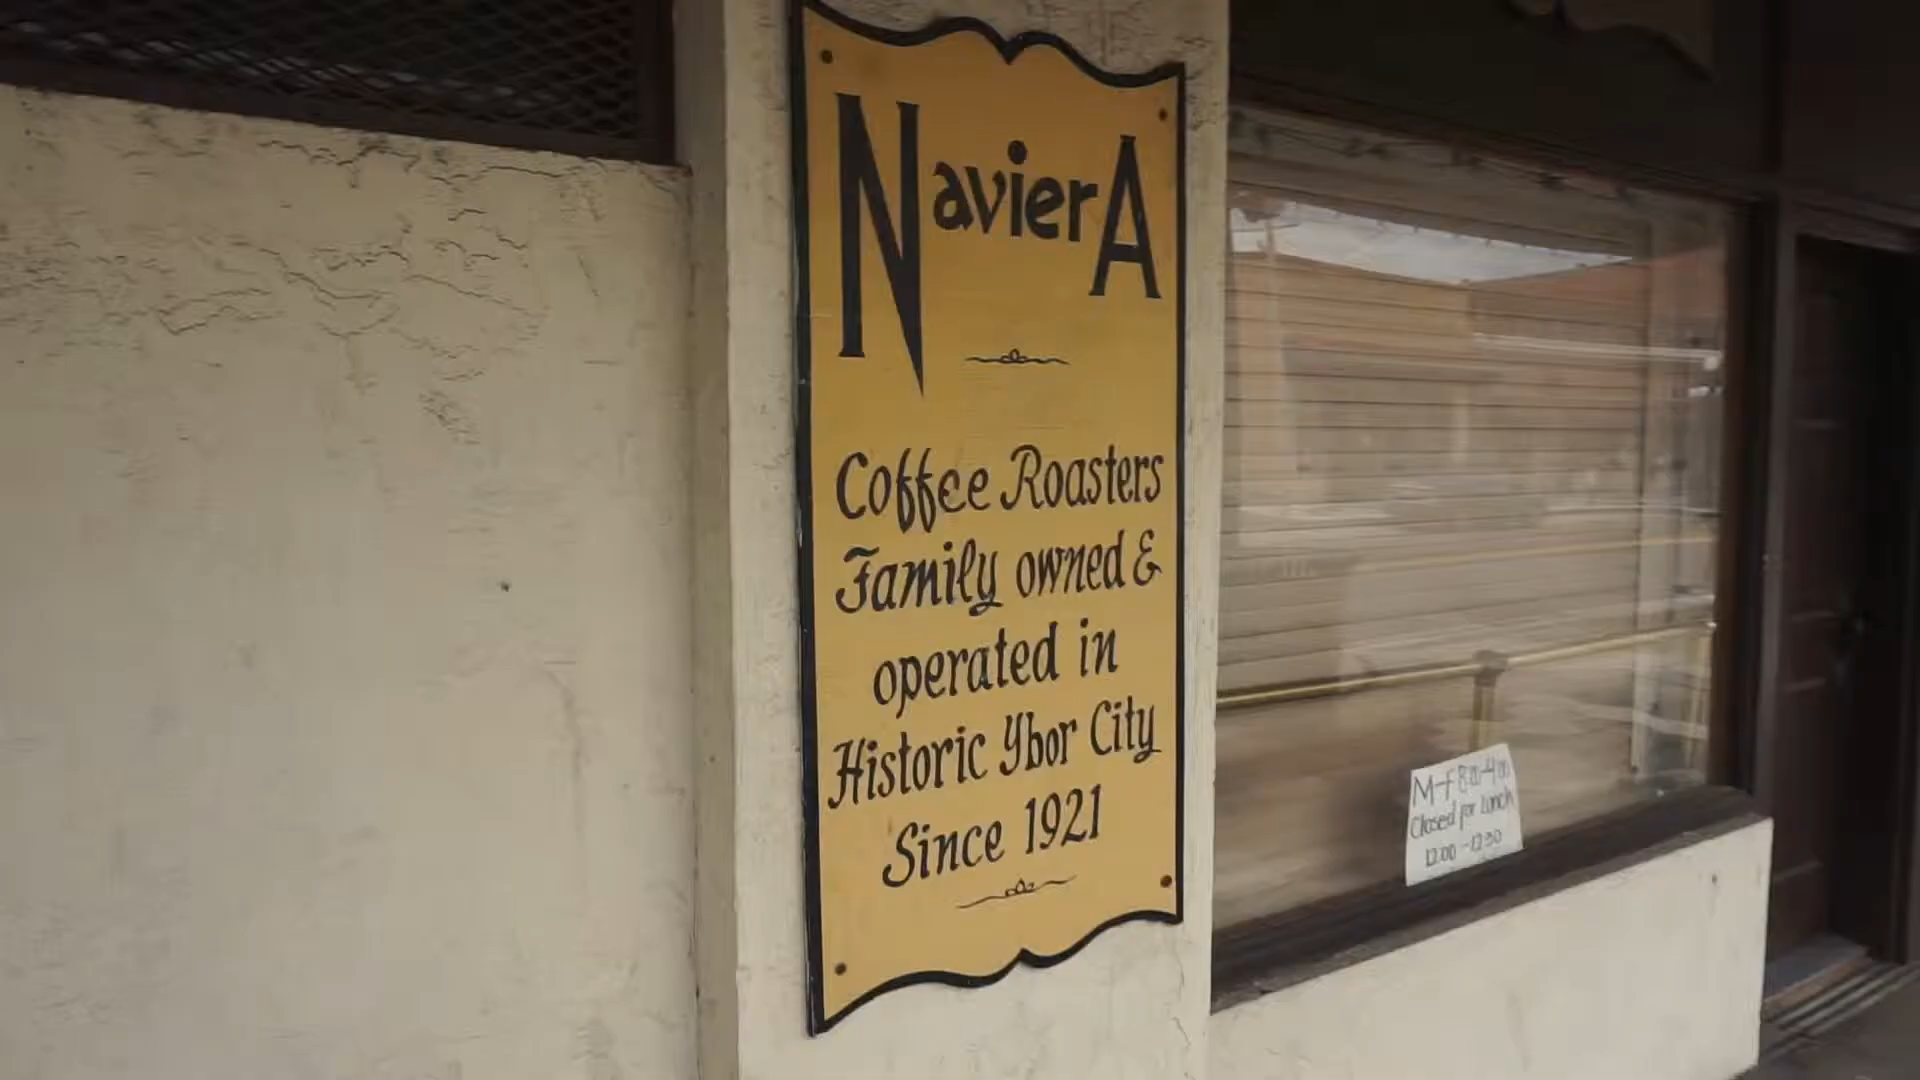 NavierA
Coffee Roasters
Family owned &
operated in
Historic Ybor City
Since 1921
M-F 8:00-4:00
Closed for Lunch
12:00-12:30